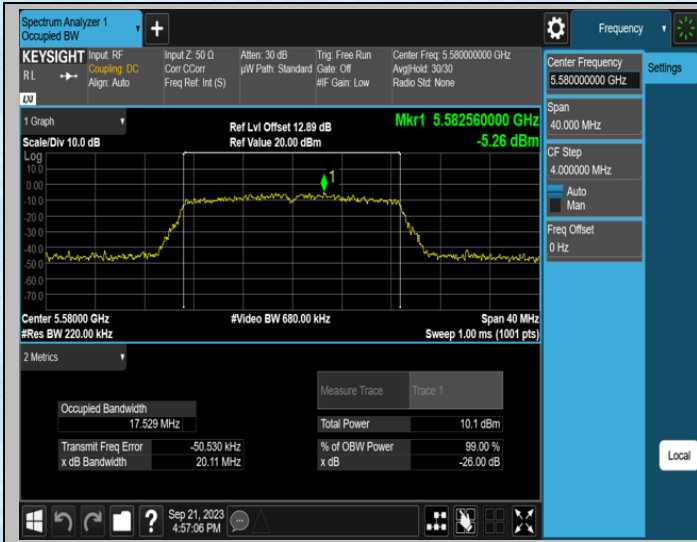 Spectrum Analyzer 1
Occupied BW
+
Frequency
KEYSIGHT
RL
LXI
Input: RF
Coupling: DC
Align: Auto
Input Z: 50 Ω
Corr CCorr
Freq Ref: Int (S)
Atten: 30 dB
µW Path: Standard
Trig: Free Run
Gate: Off
#IF Gain: Low
Center Freq: 5.580000000 GHz
Avg|Hold: 30/30
Radio Std: None
Center Frequency
5.580000000 GHz
Settings
Span
40.000 MHz
CF Step
4.000000 MHz
Auto
Man
Freq Offset
0 Hz
1 Graph
Scale/Div 10.0 dB
Ref Lvl Offset 12.89 dB
Ref Value 20.00 dBm
Mkr1 5.582560000 GHz
-5.26 dBm
Log
10.0
0.00
-10.0
-20.0
-30.0
-40.0
-50.0
-60.0
-70.0
1
Center 5.58000 GHz
#Res BW 220.00 kHz
#Video BW 680.00 kHz
Span 40 MHz
Sweep 1.00 ms (1001 pts)
2 Metrics
Measure Trace
Trace 1
Occupied Bandwidth
17.529 MHz
Total Power
10.1 dBm
Transmit Freq Error
-50.530 kHz
% of OBW Power
99.00 %
x dB Bandwidth
20.11 MHz
x dB
-26.00 dB
Local
?
Sep 21, 2023
4:57:06 PM